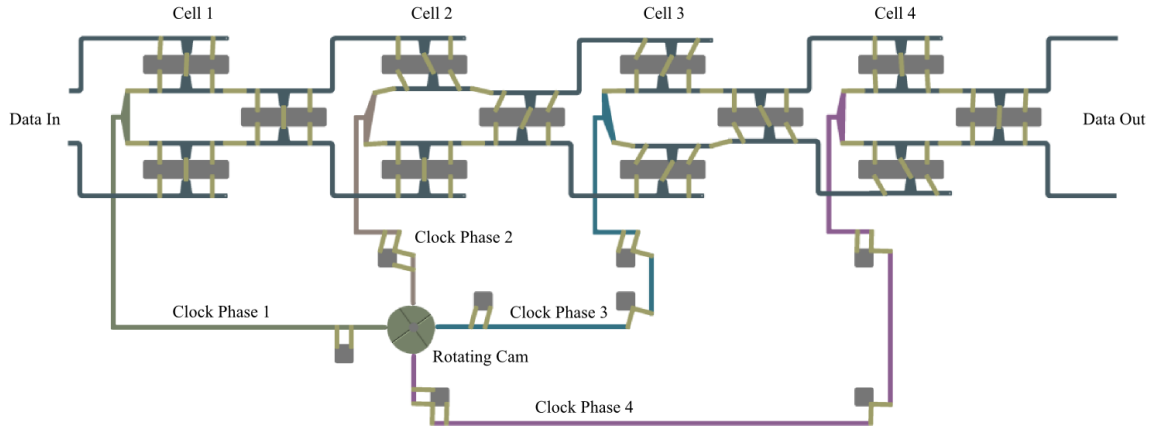 Cell 1
Cell 2
Cell 3
Cell 4
Data In
Data Out
Clock Phase 2
Clock Phase 1
Clock Phase 3
Rotating Cam
Clock Phase 4